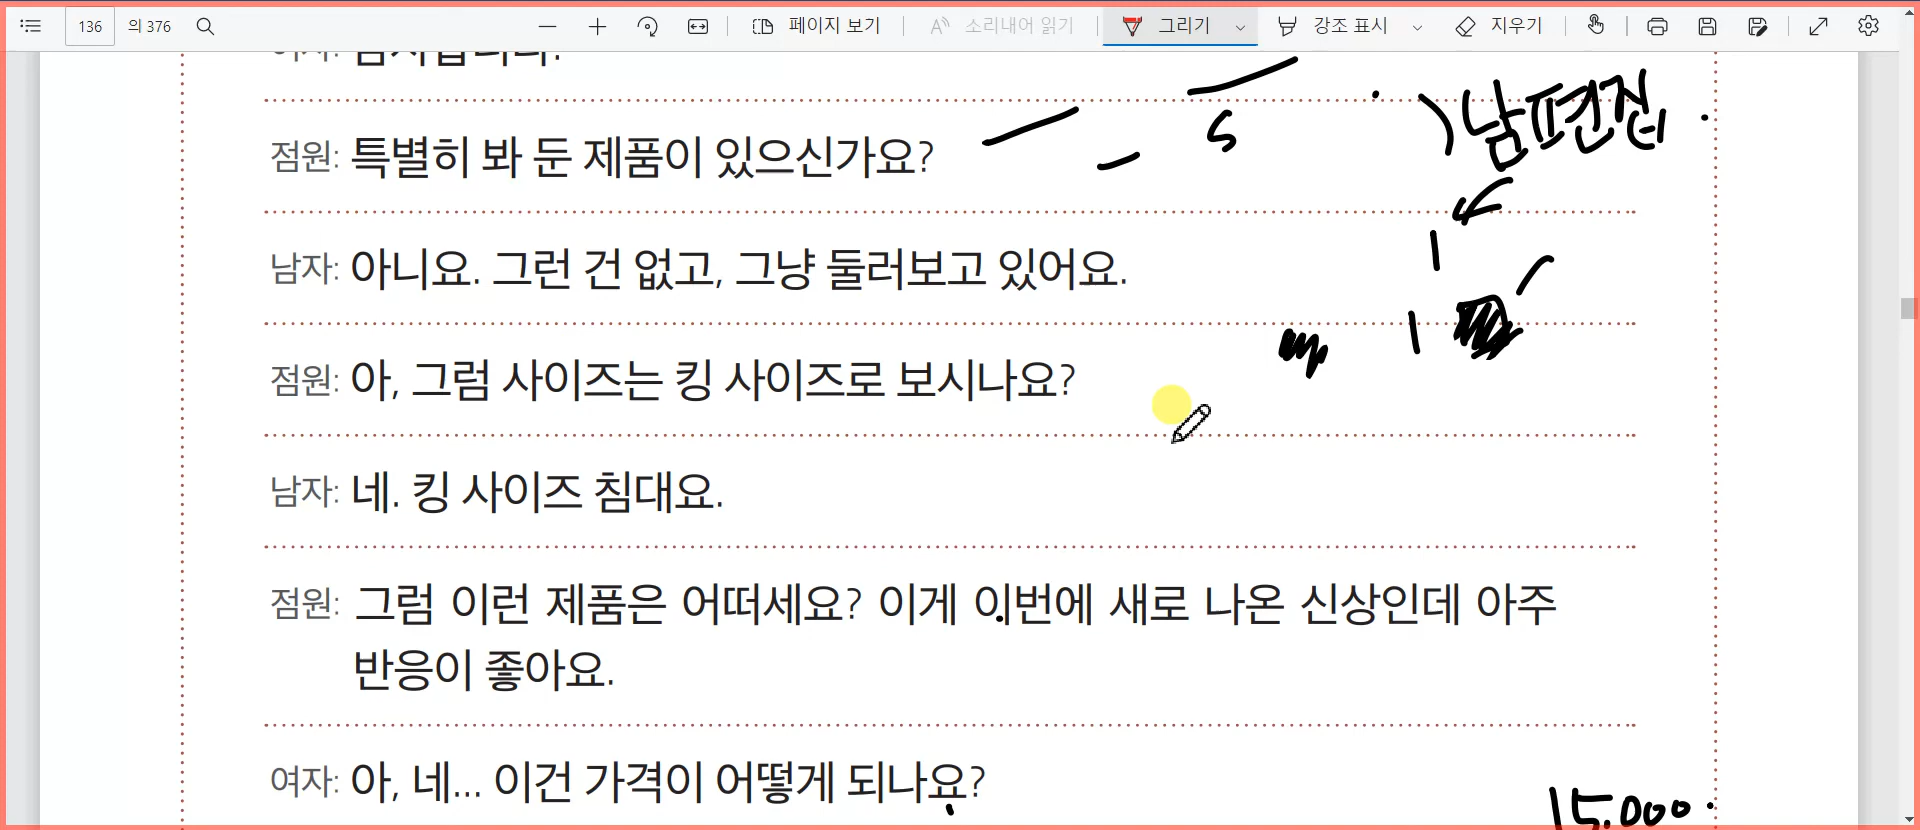 136 의 376 페이지 보기 소리내어 읽기 그리기 강조 표시 지우기
점원: 특별히 봐 둔 제품이 있으신가요?
s
남편집
남자: 아니요. 그런 건 없고, 그냥 둘러보고 있어요.
점원: 아, 그럼 사이즈는 킹 사이즈로 보시나요?
남자: 네. 킹 사이즈 침대요.
점원: 그럼 이런 제품은 어떠세요? 이게 이번에 새로 나온 신상인데 아주
반응이 좋아요.
여자: 아, 네... 이건 가격이 어떻게 되나요?
15.000